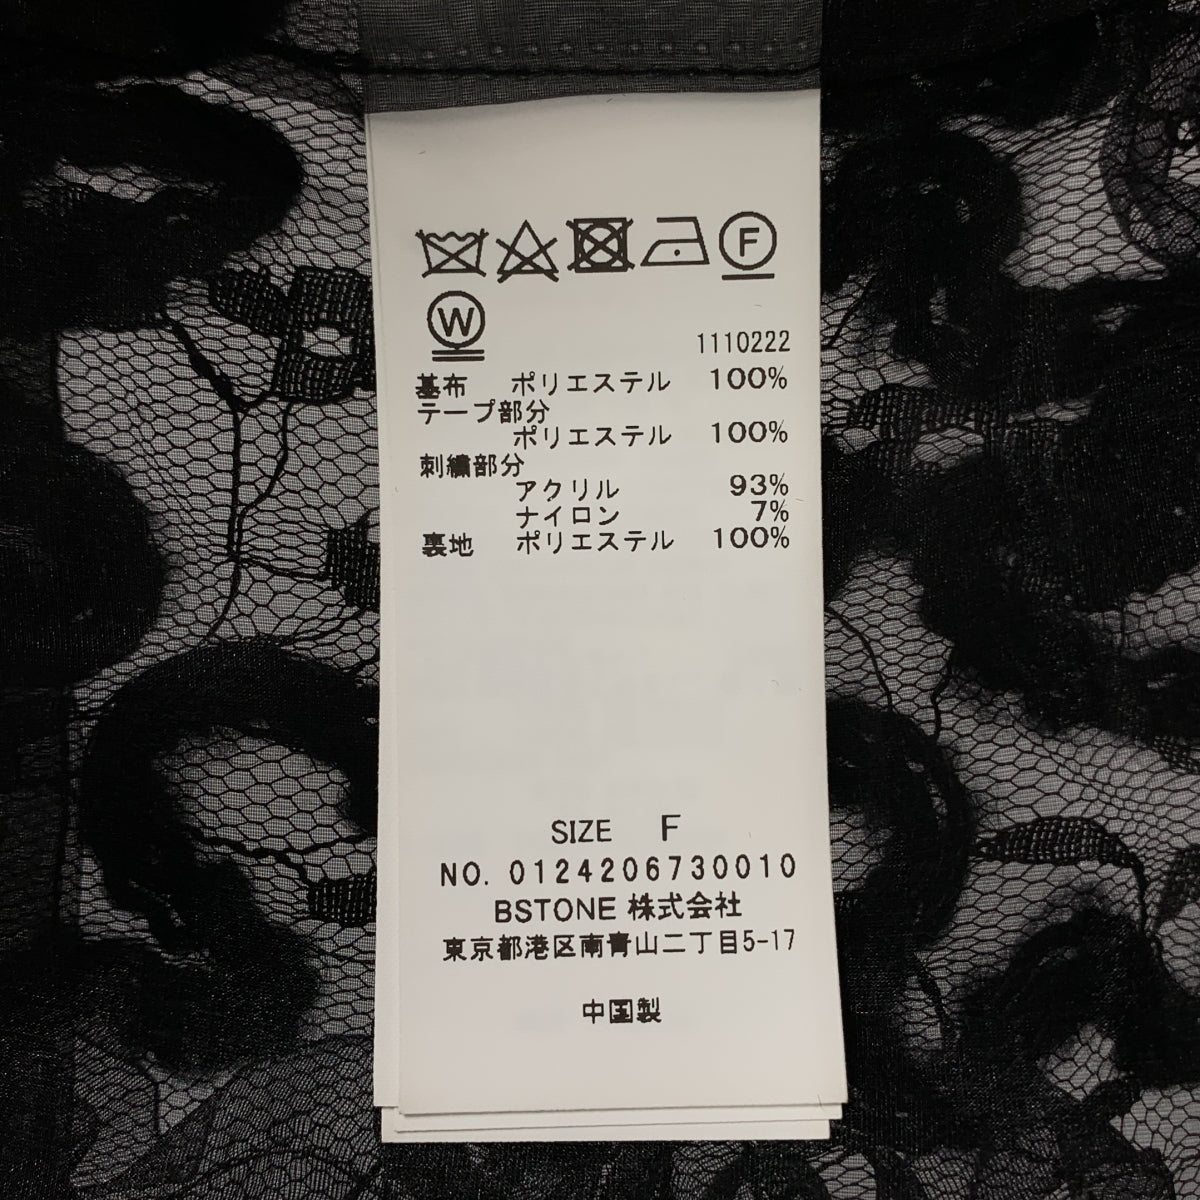 F
W
1110222
基布 ポリエステル 100%
テープ部分
ポリエステル 100%
刺繍部分
アクリル 93%
ナイロン 7%
裏地 ポリエステル 100%
SIZE F
NO. 0124206730010
BSTONE 株式会社
東京都港区南青山二丁目5-17
中国製